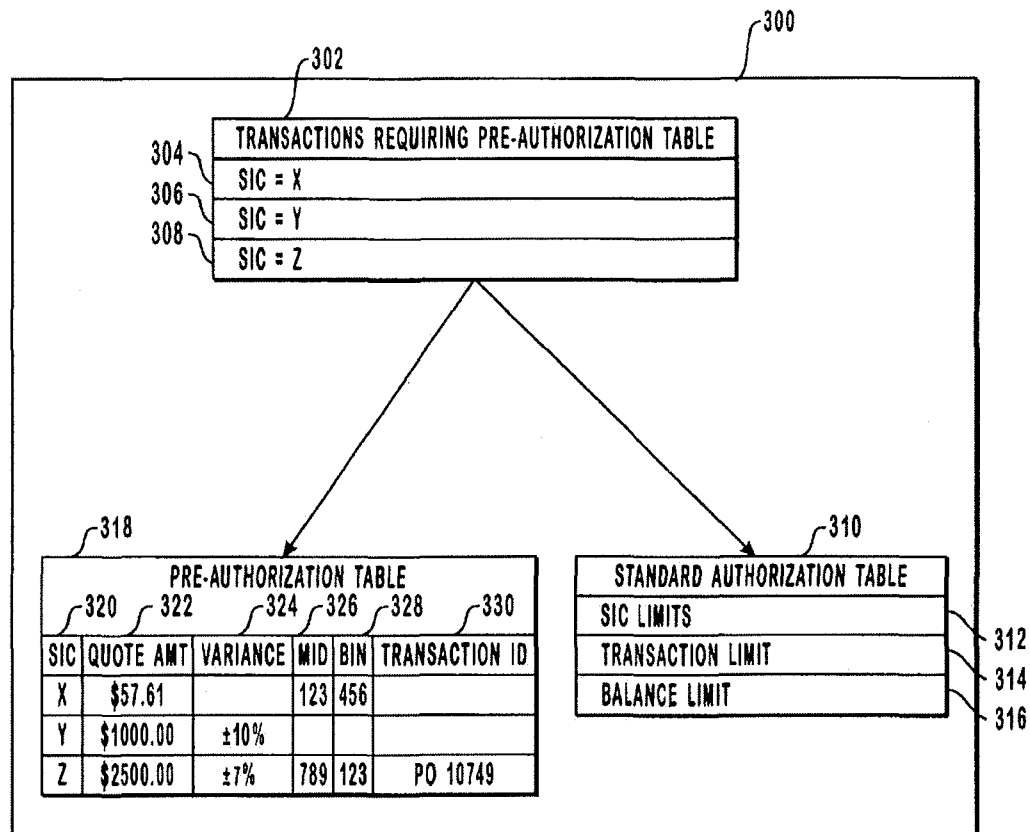 300
302
TRANSACTIONS REQUIRING PRE-AUTHORIZATION TABLE
304
SIC = X
306
SIC = Y
308
SIC = Z
318
PRE-AUTHORIZATION TABLE
320 322 324 326 328 330
SIC QUOTE AMT VARIANCE MID BIN TRANSACTION ID
X $57.61 123 456
Y $1000.00 ±10%
Z $2500.00 ±7% 789 123 PO 10749
310
STANDARD AUTHORIZATION TABLE
SIC LIMITS
312
TRANSACTION LIMIT
314
BALANCE LIMIT
316